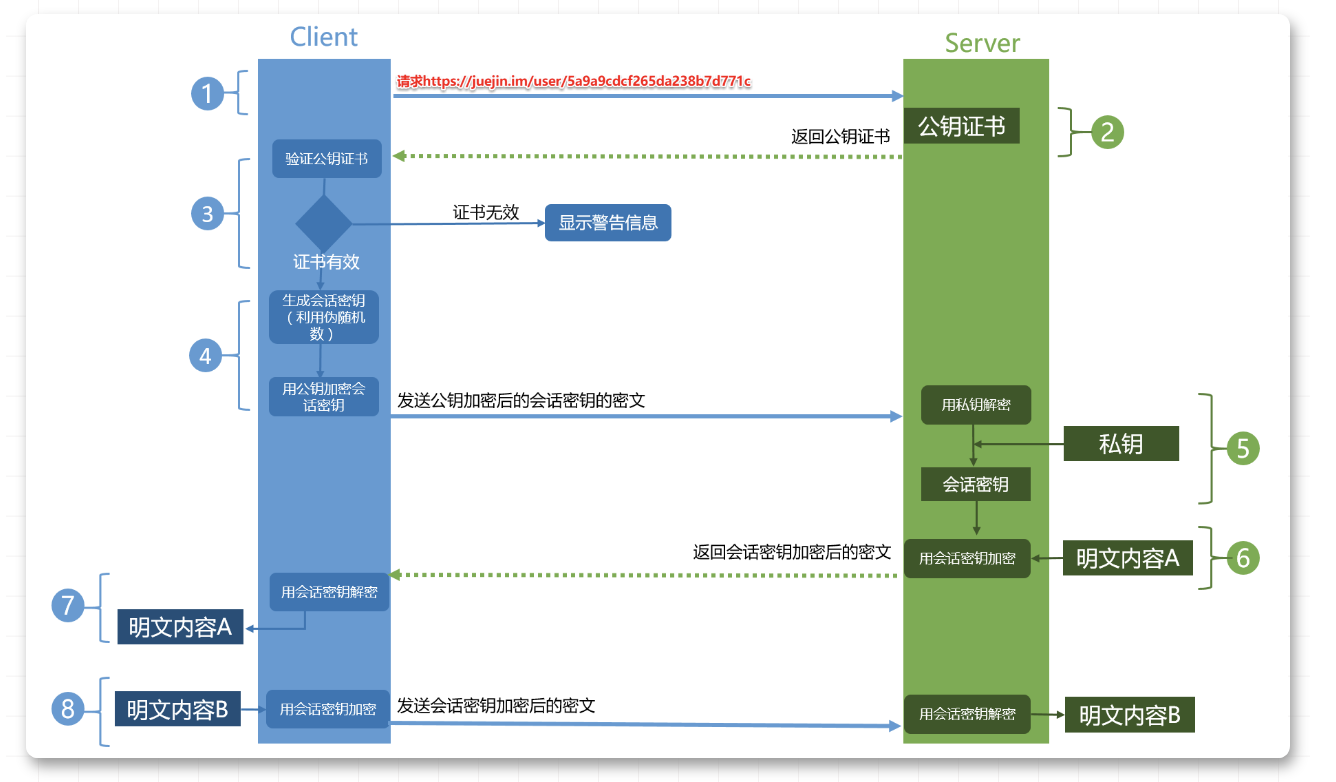 Client
Server
请求https://juejin.im/user/5a9a9cdcf265da238b7d771c
1
公钥证书
2
返回公钥证书
验证公钥证书
3
证书无效
显示警告信息
证书有效
生成会话密钥
（利用伪随机
数）
4
用公钥加密会
话密钥
发送公钥加密后的会话密钥的密文
用私钥解密
私钥
5
会话密钥
返回会话密钥加密后的密文
用会话密钥加密
明文内容A
6
用会话密钥解密
7
明文内容A
8
明文内容B
用会话密钥加密
发送会话密钥加密后的密文
用会话密钥解密
明文内容B